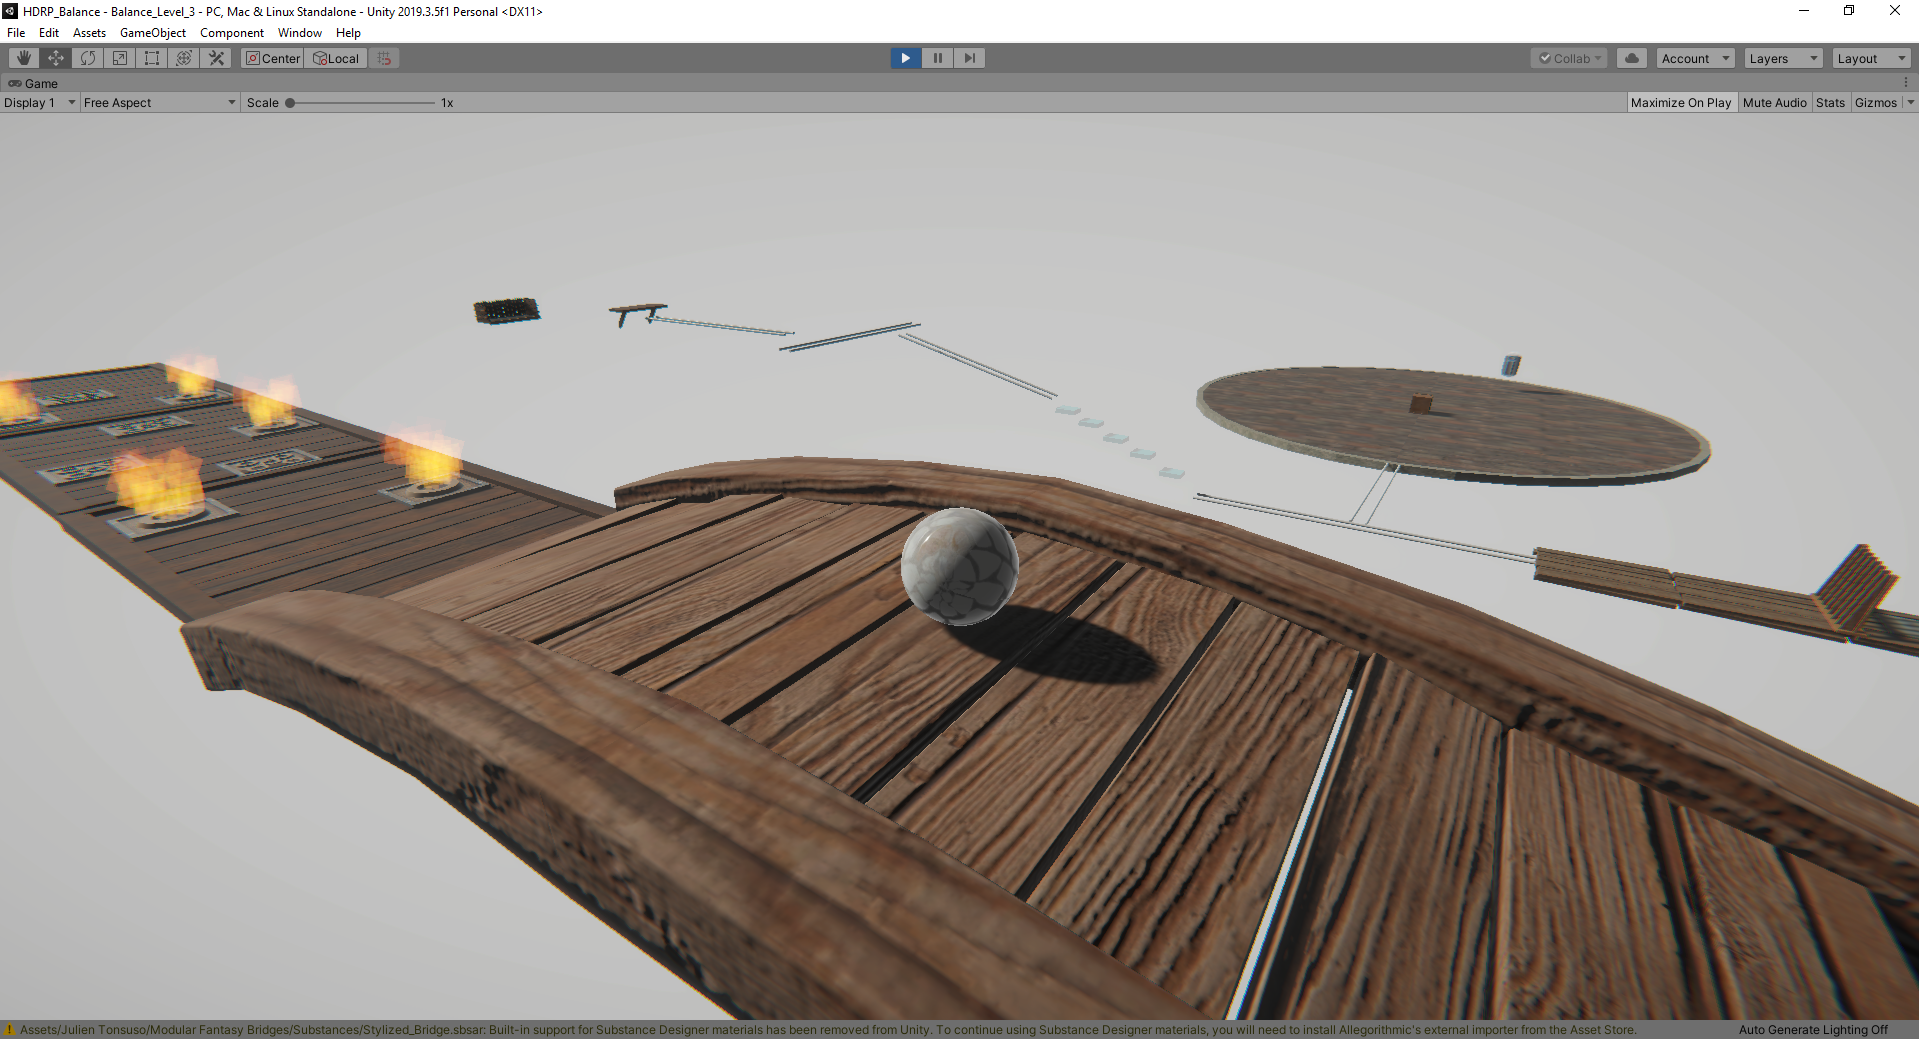 HDRP_Balance - Balance_Level_3 - PC, Mac & Linux Standalone - Unity 2019.3.5f1 Personal <DX11>
File Edit Assets GameObject Component Window Help
Center Local Collab Account Layers Layout
Game
Display 1 Free Aspect Scale 1x Maximize On Play Mute Audio Stats Gizmos
Assets/Julien Tonsuso/Modular Fantasy Bridges/Substances/Stylized_Bridge.sbsar: Built-in support for Substance Designer materials has been removed from Unity. To continue using Substance Designer materials, you will need to install Allegorithmic's external importer from the Asset Store. Auto Generate Lighting Off